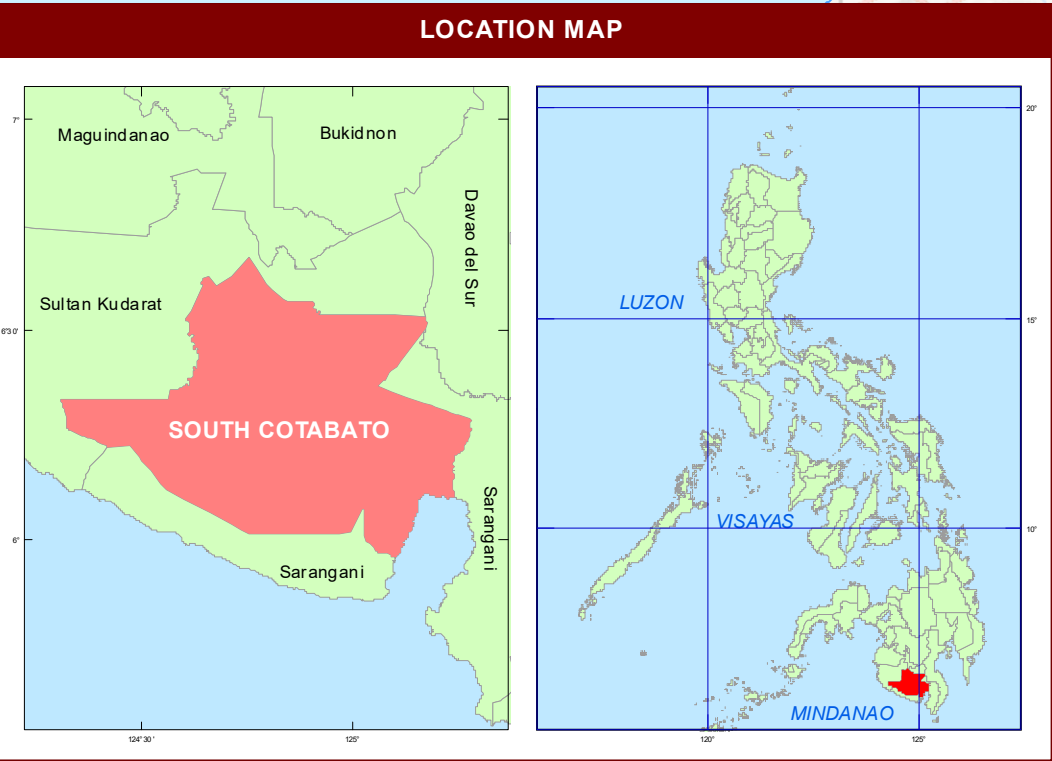 LOCATION MAP
7°
Maguindanao
Bukidnon
Davao del Sur
Sultan Kudarat
6°30'
SOUTH COTABATO
Sarangani
6°
Sarangani
124°30'
125°
20°
LUZON
15°
VISAYAS
10°
MINDANAO
120°
125°